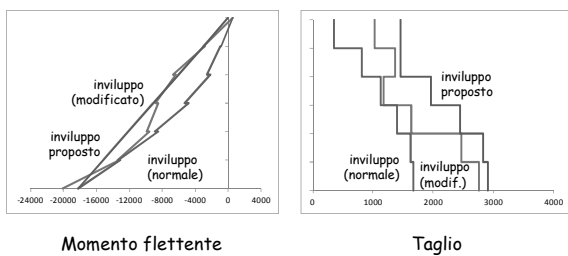 inviluppo
(modificato)
inviluppo
proposto
inviluppo
(normale)
-24000 -20000 -16000 -12000 -8000 -4000 0 4000
Momento flettente
inviluppo
proposto
inviluppo
(normale)
inviluppo
(modif.)
0 1000 2000 3000 4000
Taglio